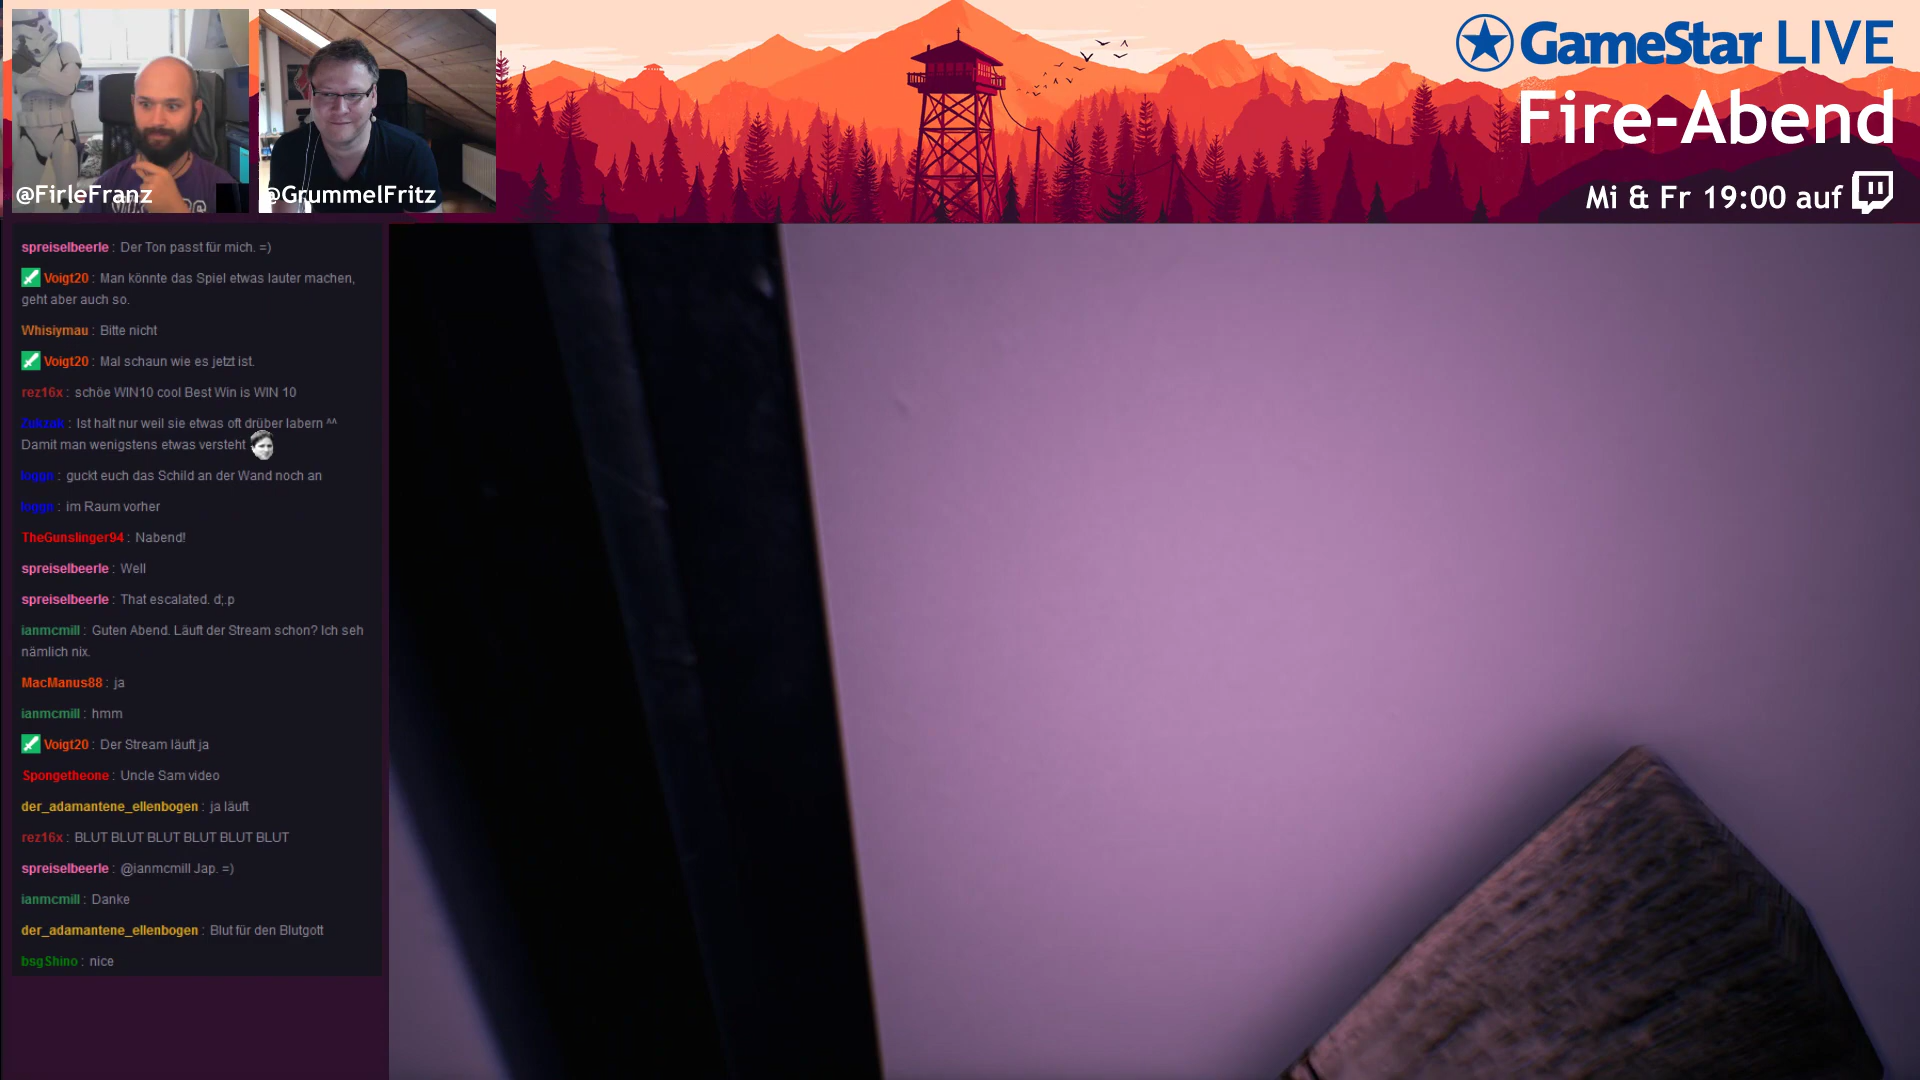 GameStar LIVE
Fire-Abend
Mi & Fr 19:00 auf
@FirleFranz
@GrummelFritz
spreiselbeerle : Der Ton passt für mich. =)
Voigt20 : Man könnte das Spiel etwas lauter machen,
geht aber auch so.
Whisiymau : Bitte nicht
Voigt20 : Mal schaun wie es jetzt ist.
rez16x : schöe WIN10 cool Best Win is WIN 10
Zukzak : Ist halt nur weil sie etwas oft drüber labern ^^
Damit man wenigstens etwas versteht
: guckt euch das Schild an der Wand noch an
: im Raum vorher
TheGunslinger94 : Nabend!
spreiselbeerle : Well
spreiselbeerle : That escalated. d;.p
ianmcmill : Guten Abend. Läuft der Stream schon? Ich seh
nämlich nix.
MacManus88 : ja
ianmcmill : hmm
Voigt20 : Der Stream läuft ja
Spongetheone : Uncle Sam video
der_adamantene_ellenbogen : ja läuft
rez16x : BLUT BLUT BLUT BLUT BLUT BLUT
spreiselbeerle : @ianmcmill Jap. =)
ianmcmill : Danke
der_adamantene_ellenbogen : Blut für den Blutgott
bsgShino : nice